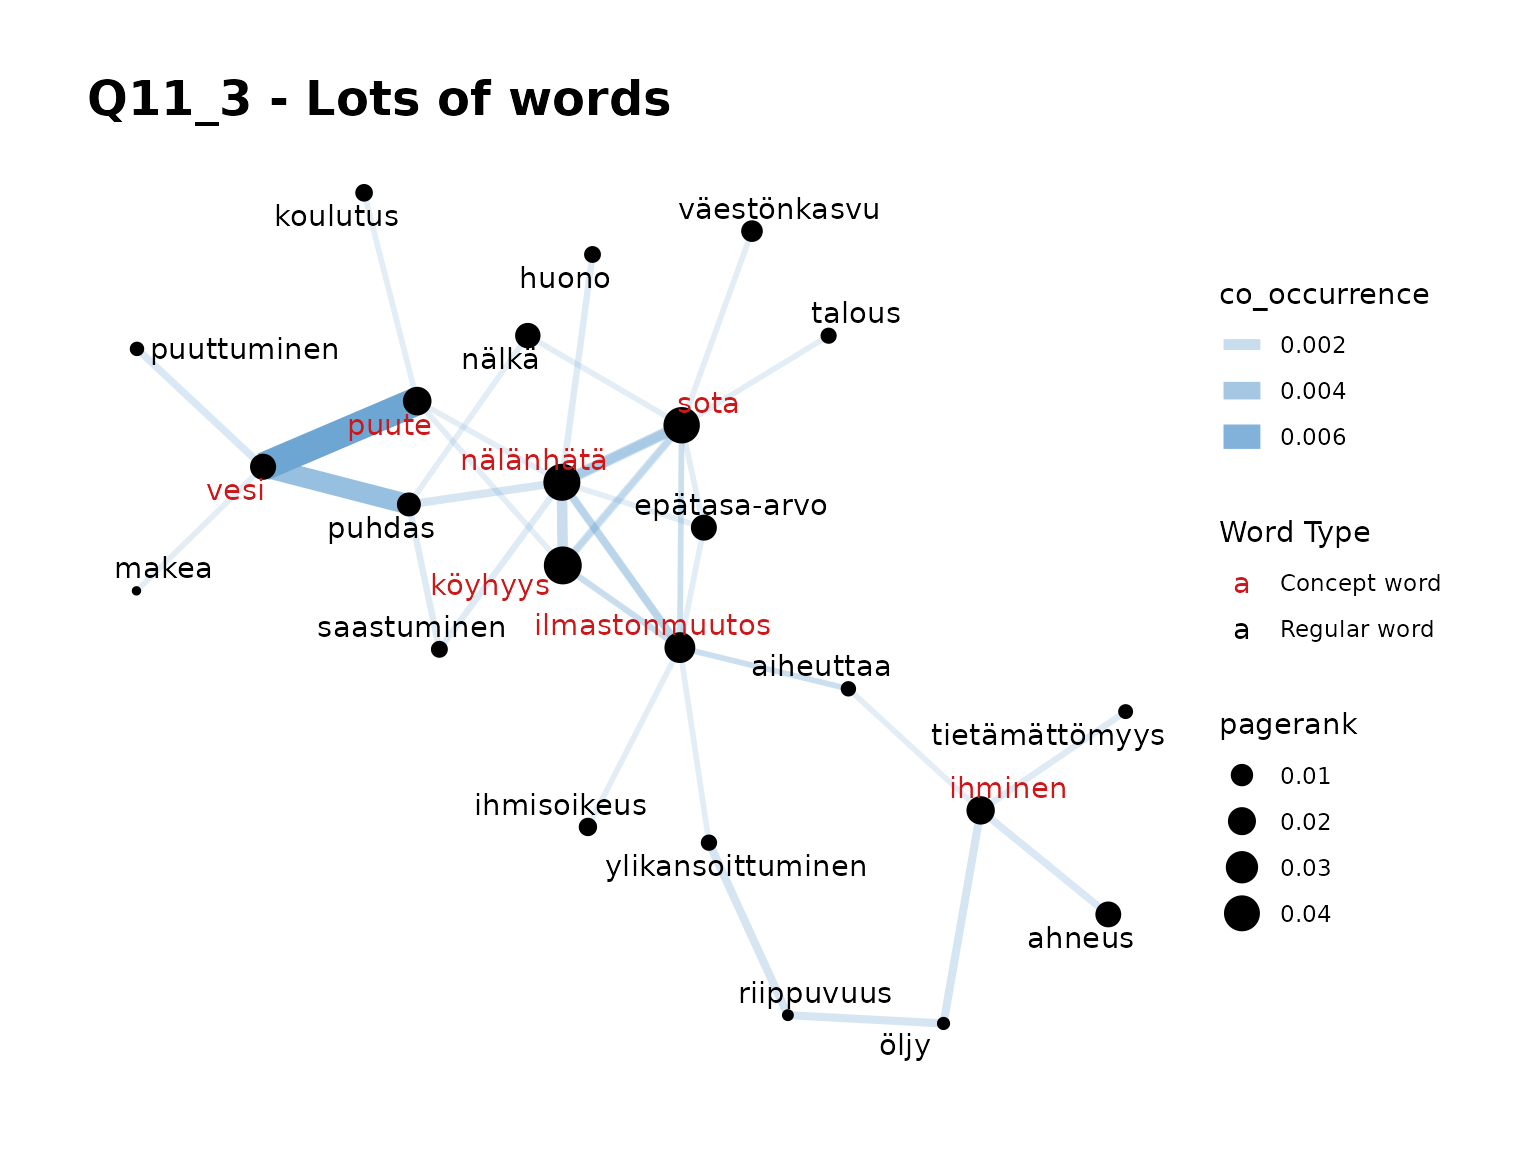 Q11_3 - Lots of words
koulutus
väestönkasvu
huono
talous
puuttuminen
nälkä
sota
puute
nälänhätä
vesi
epätasa-arvo
puhdas
makea
köyhyys
saastuminen
ilmastonmuutos
aiheuttaa
tietämättömyys
ihminen
ihmisoikeus
ylikansoittuminen
ahneus
riippuvuus
öljy
co_occurrence
0.002
0.004
0.006
Word Type
a Concept word
a Regular word
pagerank
0.01
0.02
0.03
0.04